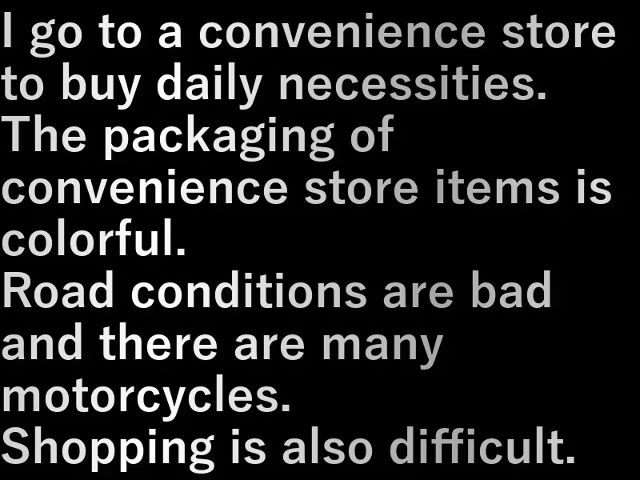 I go to a convenience store
to buy daily necessities.
The packaging of
convenience store items is
colorful.
Road conditions are bad
and there are many
motorcycles.
Shopping is also difficult.